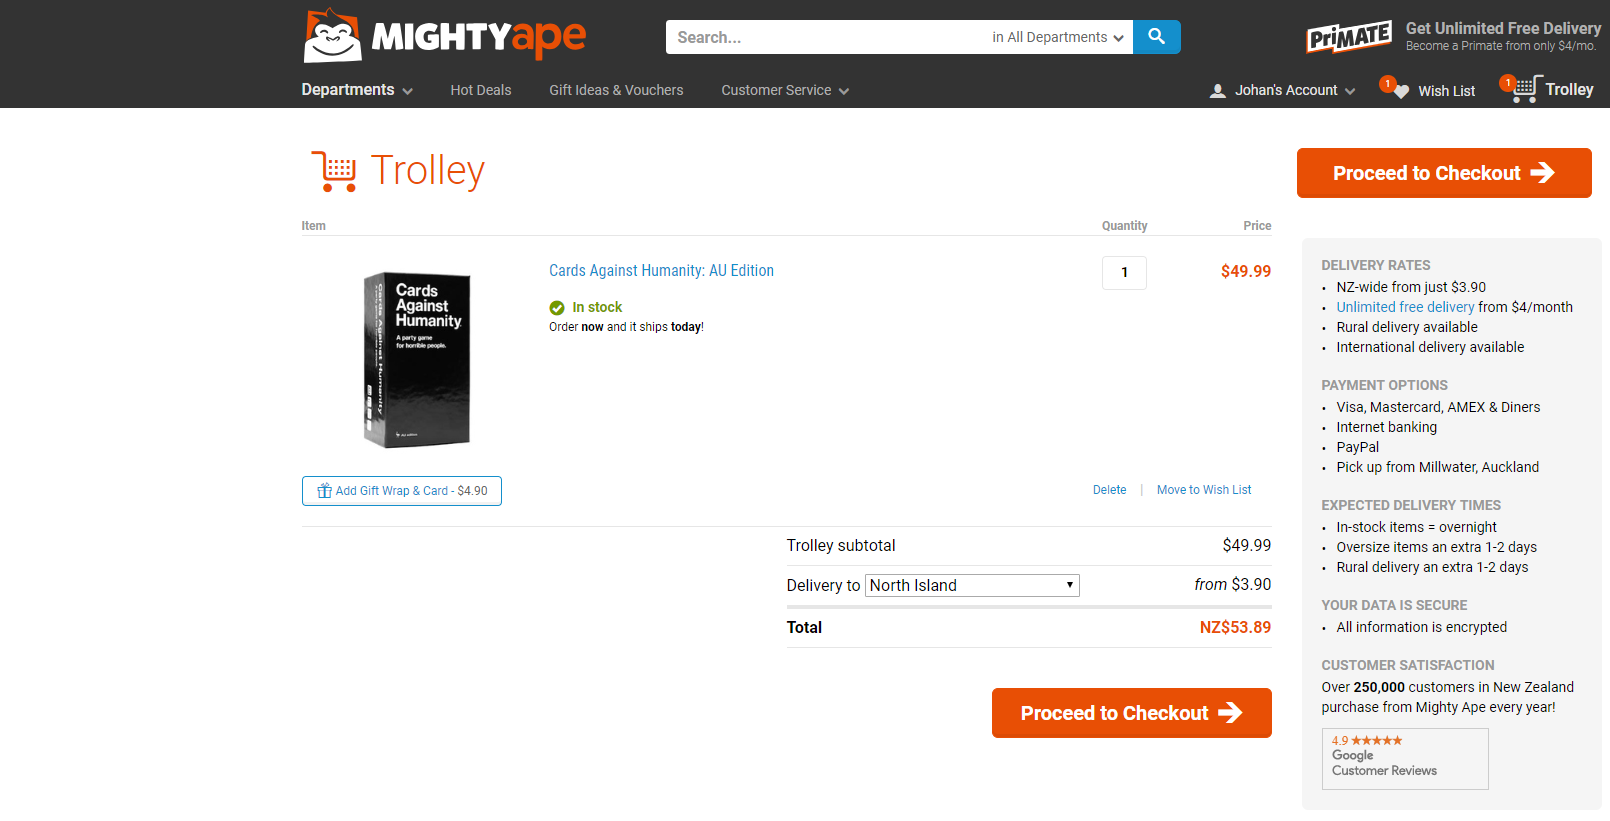 MIGHTYape
Search...
in All Departments
PriMATE
Get Unlimited Free Delivery
Become a Primate from only $4/mo.
Departments
Hot Deals
Gift Ideas & Vouchers
Customer Service
Johan's Account
1
Wish List
1
Trolley
Trolley
Proceed to Checkout
Item
Quantity
Price
Cards
Against
Humanity
A party game
for horrible people.
Cards Against Humanity
Cards Against Humanity: AU Edition
1
$49.99
In stock
Order now and it ships today!
Add Gift Wrap & Card - $4.90
Delete
Move to Wish List
Trolley subtotal
$49.99
Delivery to
North Island
from $3.90
Total
NZ$53.89
Proceed to Checkout
DELIVERY RATES
• NZ-wide from just $3.90
• Unlimited free delivery from $4/month
• Rural delivery available
• International delivery available
PAYMENT OPTIONS
• Visa, Mastercard, AMEX & Diners
• Internet banking
• PayPal
• Pick up from Millwater, Auckland
EXPECTED DELIVERY TIMES
• In-stock items = overnight
• Oversize items an extra 1-2 days
• Rural delivery an extra 1-2 days
YOUR DATA IS SECURE
• All information is encrypted
CUSTOMER SATISFACTION
Over 250,000 customers in New Zealand
purchase from Mighty Ape every year!
4.9 ★★★★★
Google
Customer Reviews